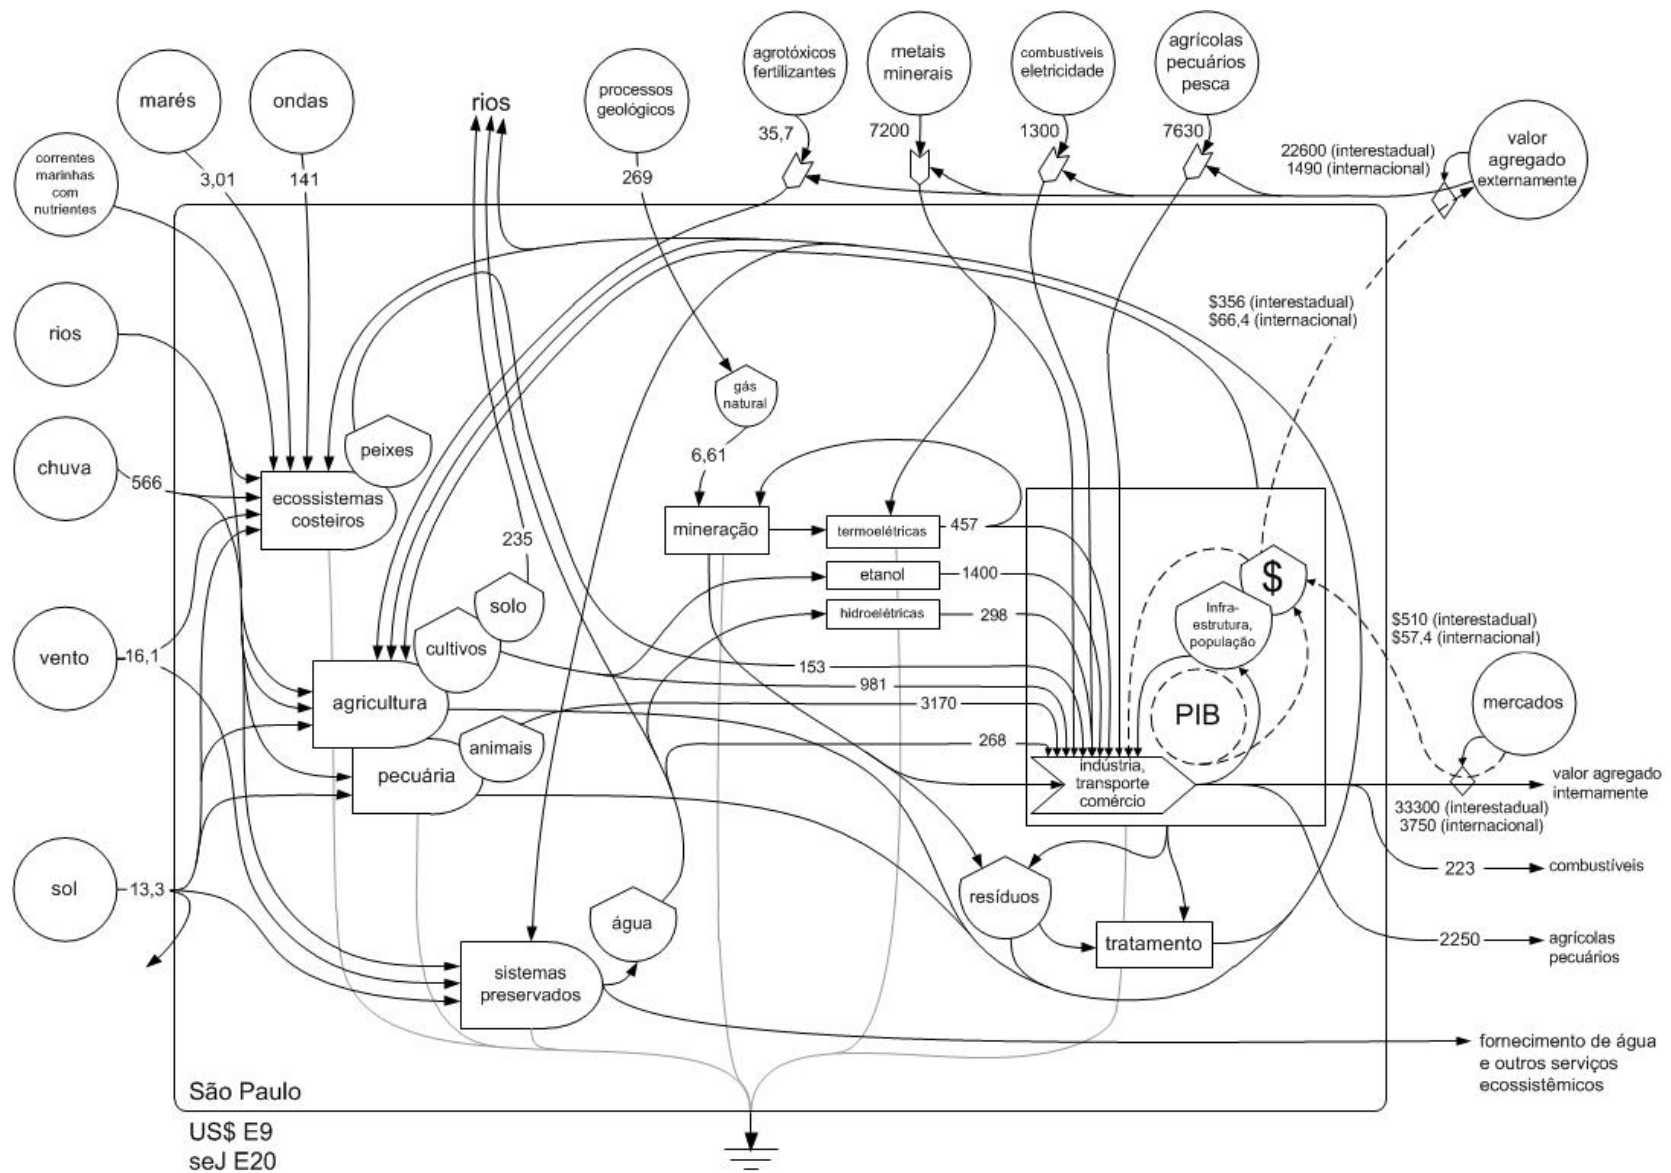 agrotóxicos
fertilizantes
metais
minerais
combustíveis
eletricidade
agrícolas
pecuários
pesca
marés
ondas
rios
processos
geológicos
35,7
7200
1300
7630
22600 (interestadual)
1490 (internacional)
valor
agregado
externamente
correntes
marinhas
com
nutrientes
3,01
141
269
rios
$356 (interestadual)
$66,4 (internacional)
gás
natural
chuva
566
peixes
6,61
ecossistemas
costeiros
mineração
termoelétricas
457
235
etanol
1400
$
solo
hidroelétricas
298
Infra-
estrutura,
população
$510 (interestadual)
$57,4 (internacional)
vento
16,1
cultivos
153
981
agricultura
3170
PIB
mercados
animais
268
pecuária
indústria,
transporte
comércio
valor agregado
internamente
33300 (interestadual)
3750 (internacional)
sol
13,3
223
combustíveis
resíduos
água
tratamento
2250
agrícolas
pecuários
sistemas
preservados
fornecimento de água
e outros serviços
ecossistêmicos
São Paulo
US$ E9
seJ E20